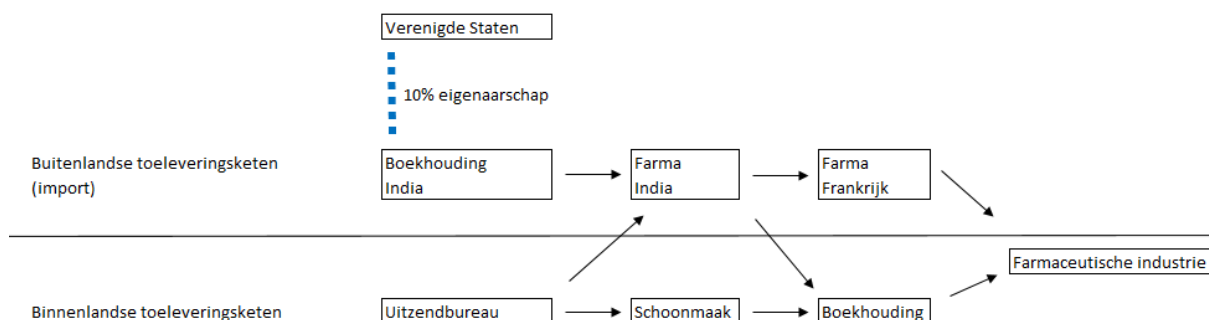 Verenigde Staten
10% eigenaarschap
Buitenlandse toeleveringsketen
(import)
Boekhouding
India
Farma
India
Farma
Frankrijk
Farmaceutische industrie
Binnenlandse toeleveringsketen
Uitzendbureau
Schoonmaak
Boekhouding